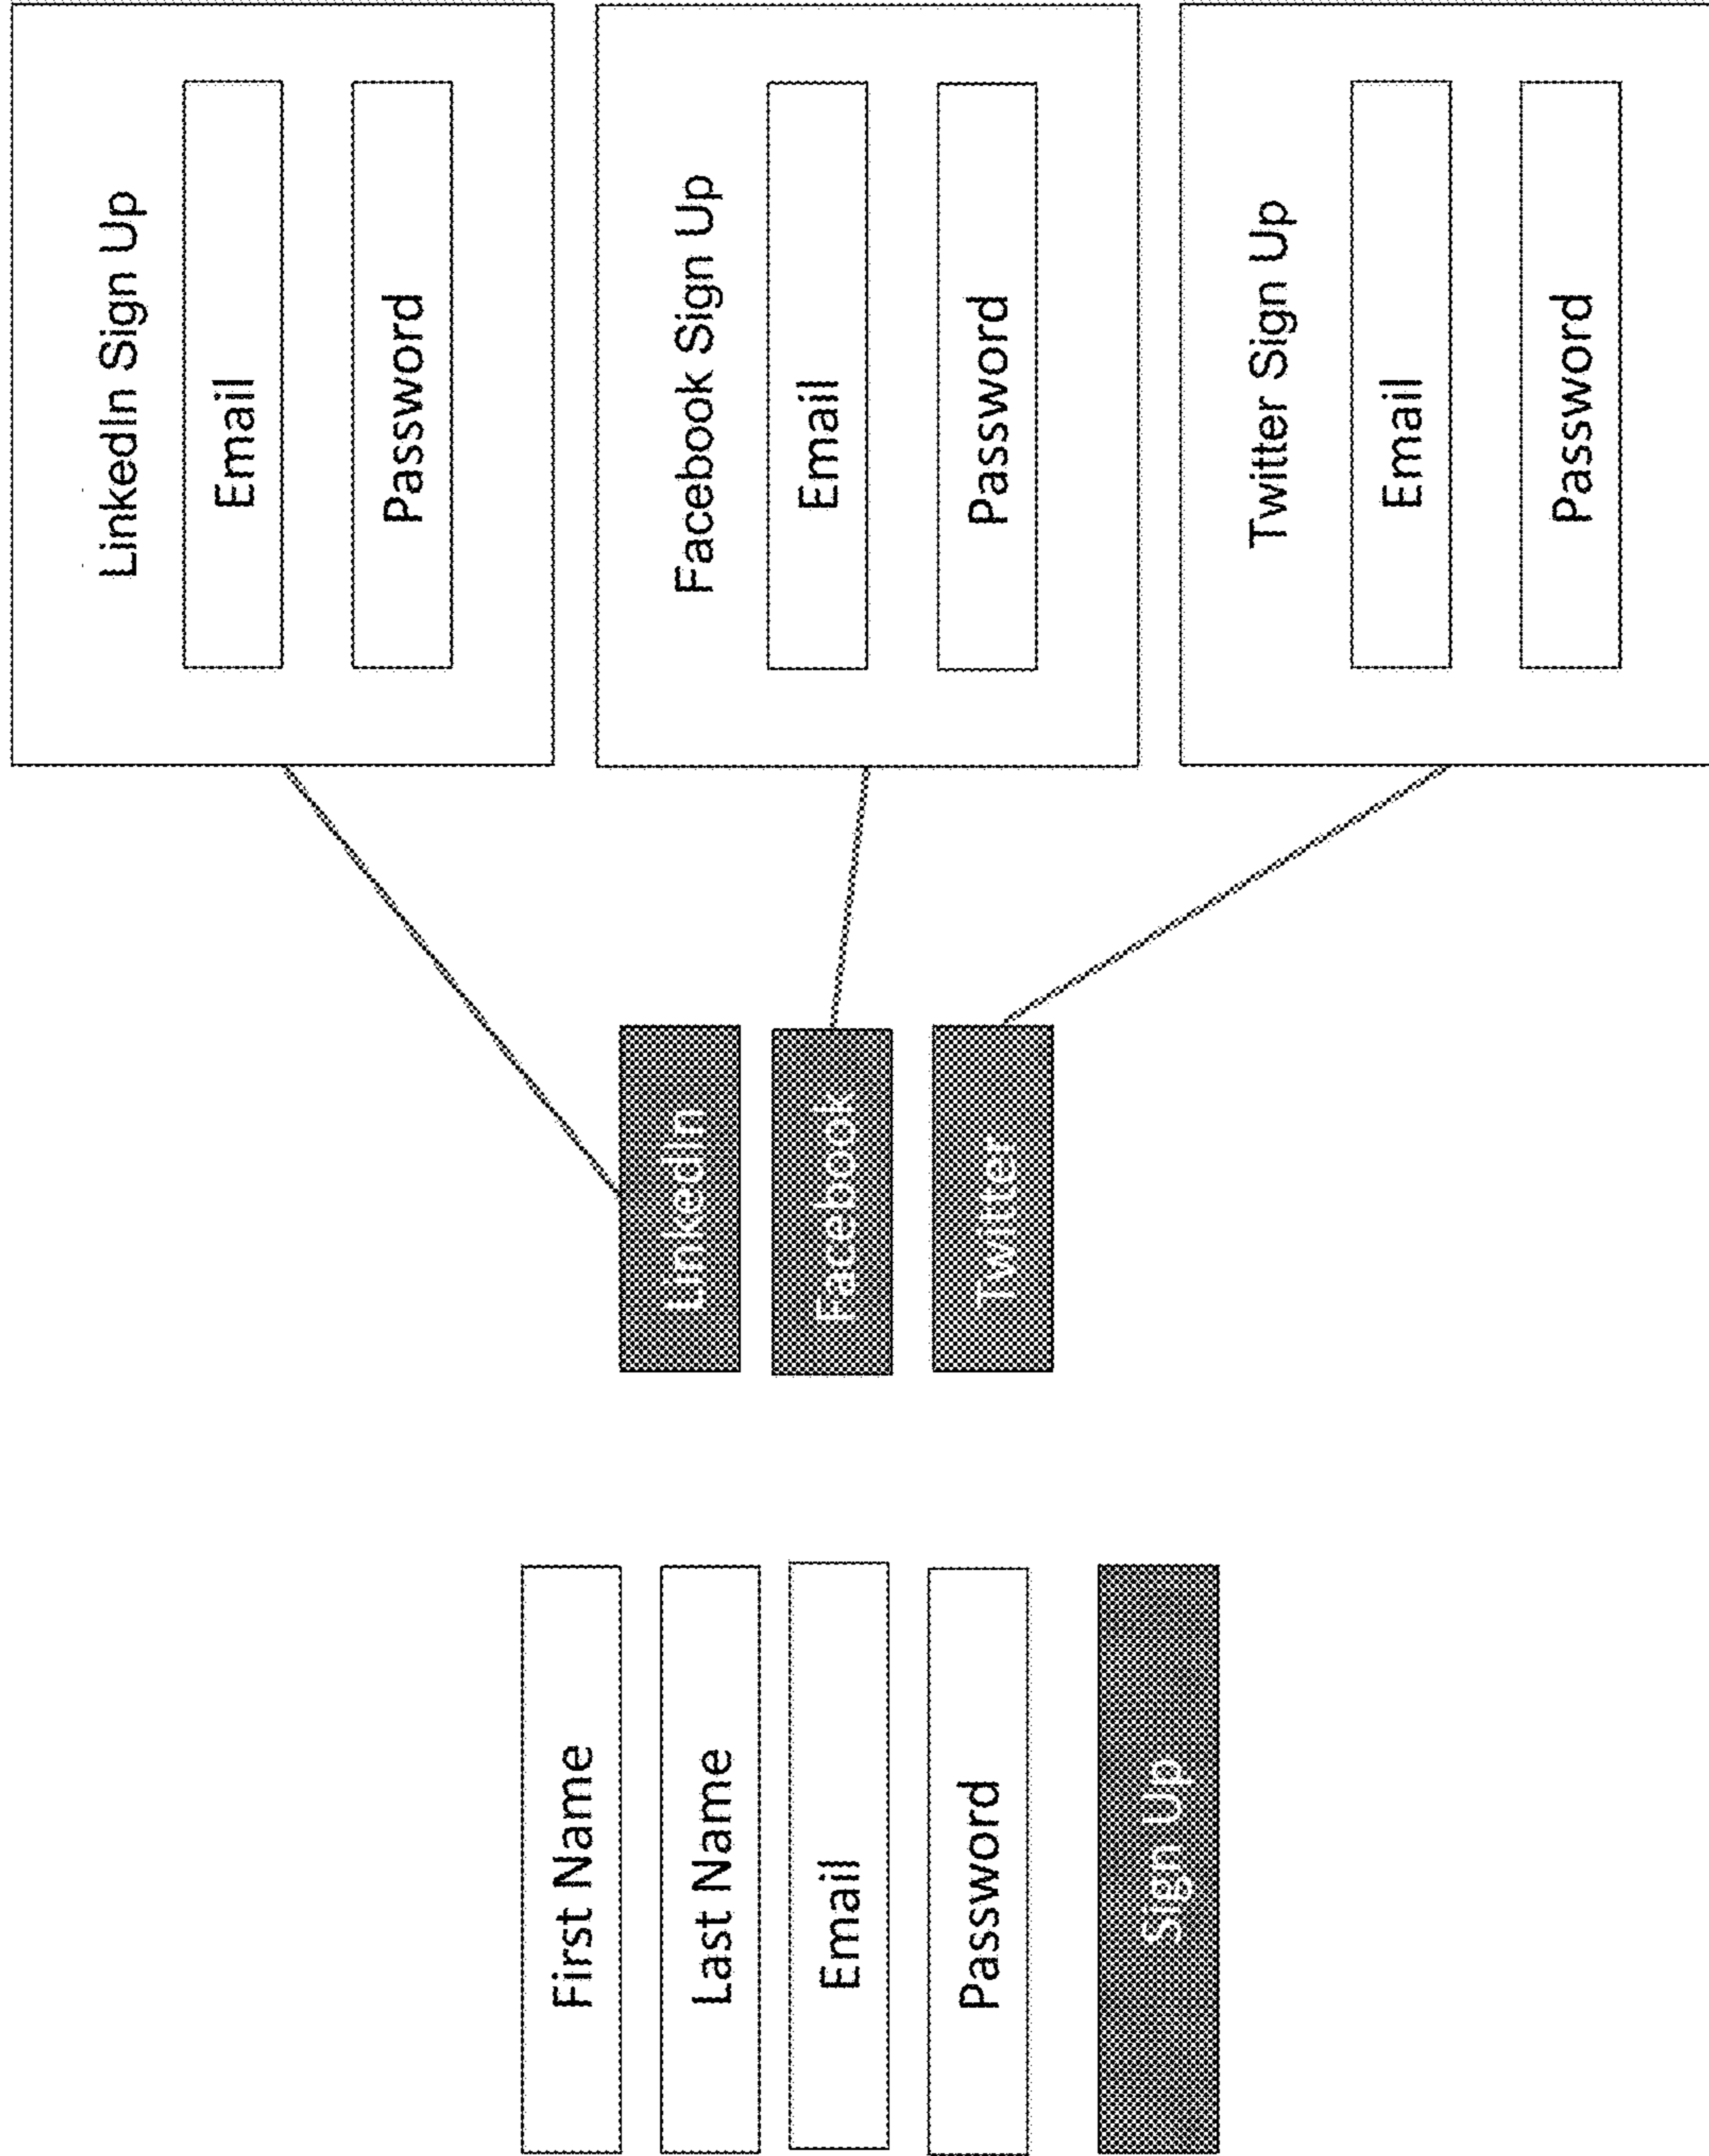 First Name
Last Name
Email
Password
Sign Up
LinkedIn
Facebook
Twitter
LinkedIn Sign Up
Email
Password
Facebook Sign Up
Email
Password
Twitter Sign Up
Email
Password